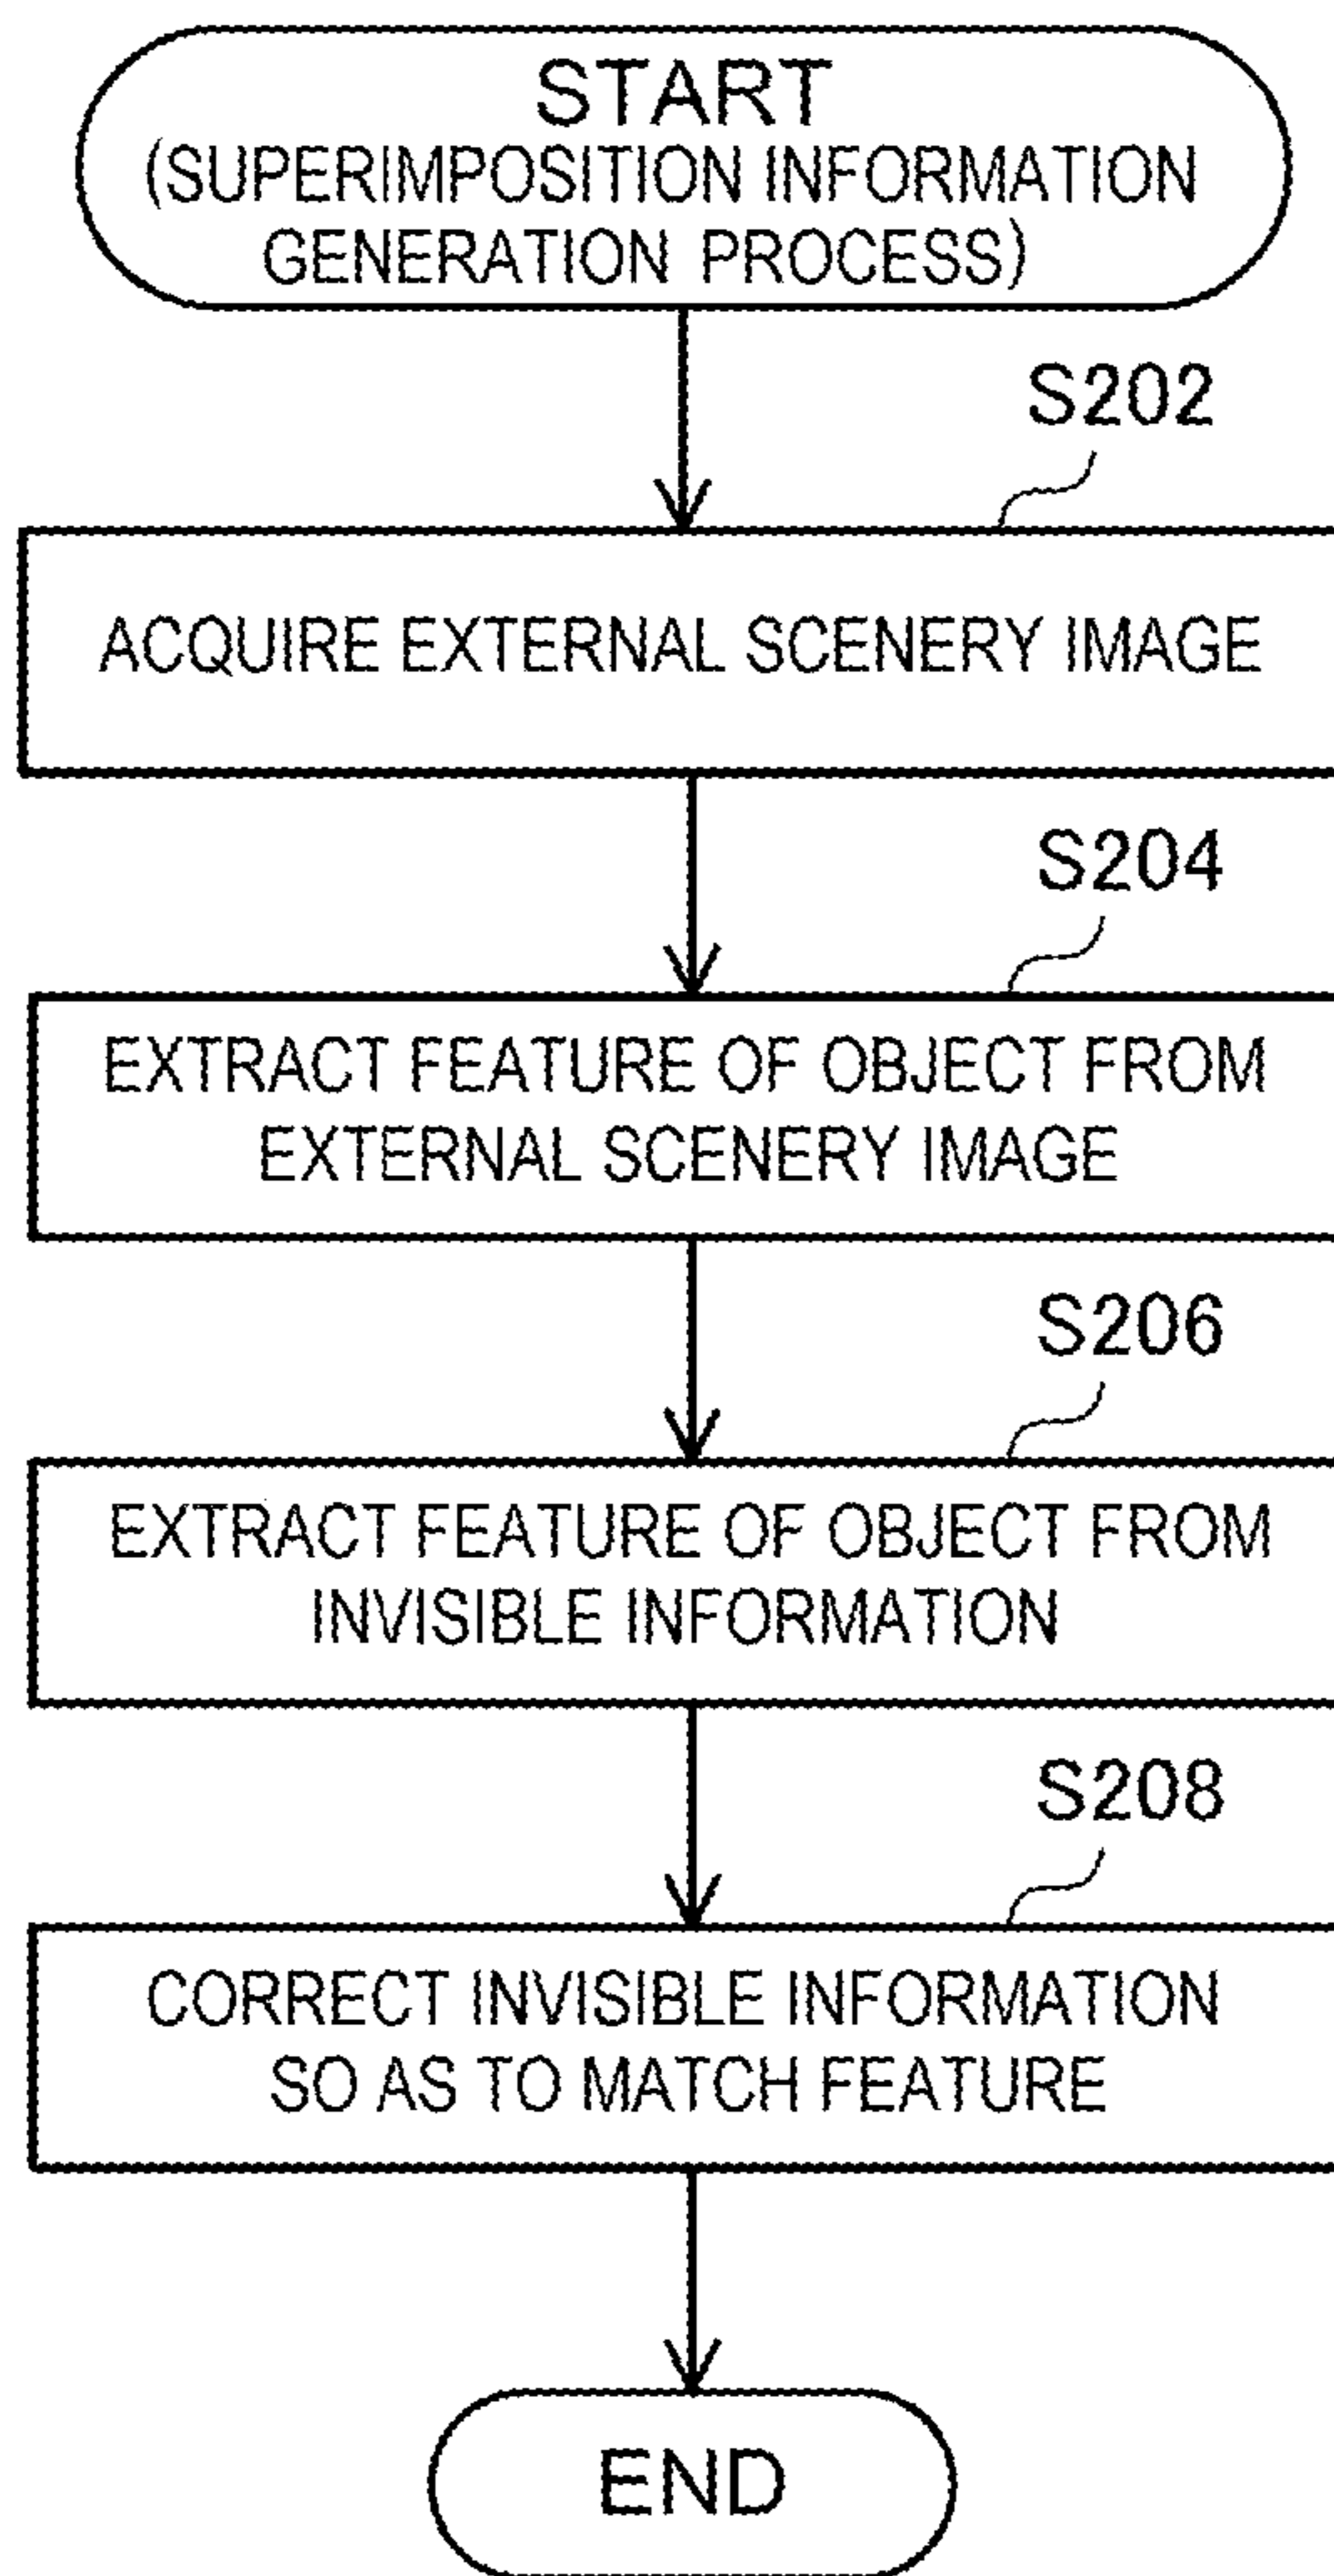 START
(SUPERIMPOSITION INFORMATION
GENERATION PROCESS)
S202
ACQUIRE EXTERNAL SCENERY IMAGE
S204
EXTRACT FEATURE OF OBJECT FROM
EXTERNAL SCENERY IMAGE
S206
EXTRACT FEATURE OF OBJECT FROM
INVISIBLE INFORMATION
S208
CORRECT INVISIBLE INFORMATION
SO AS TO MATCH FEATURE
END